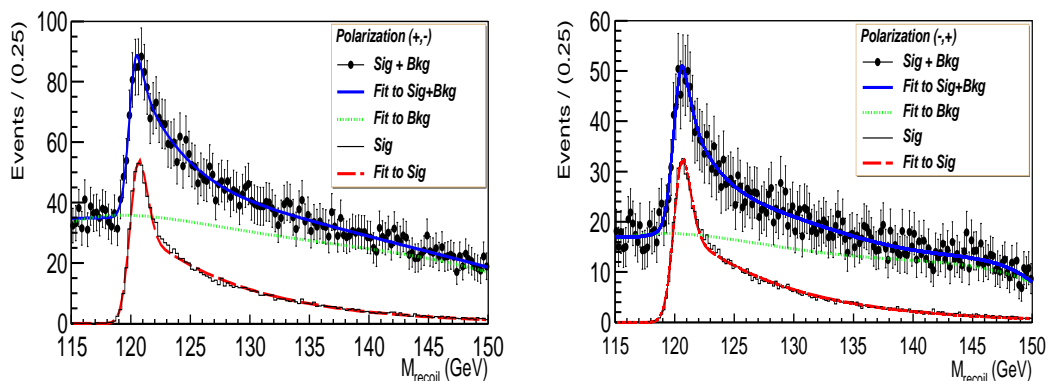 Events / (0.25)
100
80
60
40
20
0
Polarization (+,-)
Sig + Bkg
Fit to Sig+Bkg
Fit to Bkg
Sig
Fit to Sig
115 120 125 130 135 140 145 150
M_recoil (GeV)
Events / (0.25)
60
50
40
30
20
10
0
Polarization (-,+)
Sig + Bkg
Fit to Sig+Bkg
Fit to Bkg
Sig
Fit to Sig
115 120 125 130 135 140 145 150
M_recoil (GeV)